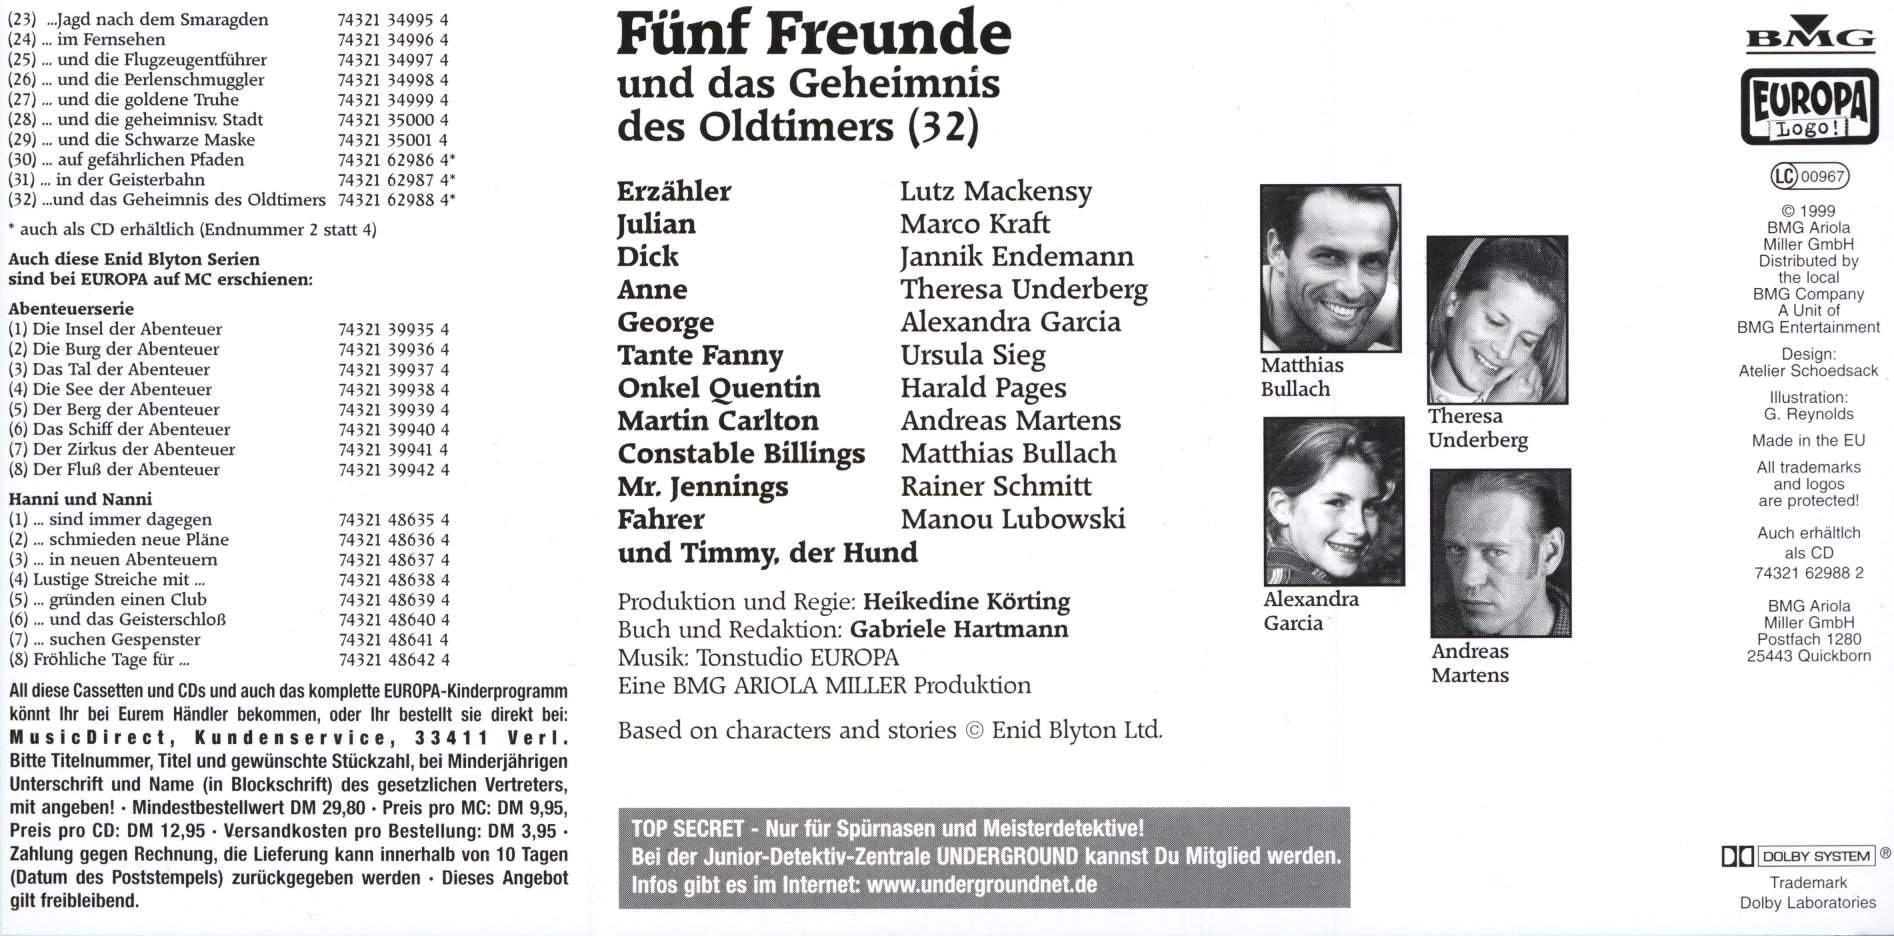 (23) ...Jagd nach dem Smaragden 74321 34995 4
(24) ... im Fernsehen 74321 34996 4
(25) ... und die Flugzeugentführer 74321 34997 4
(26) ... und die Perlenschmuggler 74321 34998 4
(27) ... und die goldene Truhe 74321 34999 4
(28) ... und die geheimnisv. Stadt 74321 35000 4
(29) ... und die Schwarze Maske 74321 35001 4
(30) ... auf gefährlichen Pfaden 74321 62986 4*
(31) ... in der Geisterbahn 74321 62987 4*
(32) ...und das Geheimnis des Oldtimers 74321 62988 4*
* auch als CD erhältlich (Endnummer 2 statt 4)
Auch diese Enid Blyton Serien
sind bei EUROPA auf MC erschienen:
Abenteuerserie
(1) Die Insel der Abenteuer 74321 39935 4
(2) Die Burg der Abenteuer 74321 39936 4
(3) Das Tal der Abenteuer 74321 39937 4
(4) Die See der Abenteuer 74321 39938 4
(5) Der Berg der Abenteuer 74321 39939 4
(6) Das Schiff der Abenteuer 74321 39940 4
(7) Der Zirkus der Abenteuer 74321 39941 4
(8) Der Fluß der Abenteuer 74321 39942 4
Hanni und Nanni
(1) ... sind immer dagegen 74321 48635 4
(2) ... schmieden neue Pläne 74321 48636 4
(3) ... in neuen Abenteuern 74321 48637 4
(4) Lustige Streiche mit ... 74321 48638 4
(5) ... gründen einen Club 74321 48639 4
(6) ... und das Geisterschloß 74321 48640 4
(7) ... suchen Gespenster 74321 48641 4
(8) Fröhliche Tage für ... 74321 48642 4
All diese Cassetten und CDs und auch das komplette EUROPA-Kinderprogramm
könnt Ihr bei Eurem Händler bekommen, oder Ihr bestellt sie direkt bei:
MusicDirect, Kundenservice, 33411 Verl.
Bitte Titelnummer, Titel und gewünschte Stückzahl, bei Minderjährigen
Unterschrift und Name (in Blockschrift) des gesetzlichen Vertreters,
mit angeben! · Mindestbestellwert DM 29,80 · Preis pro MC: DM 9,95,
Preis pro CD: DM 12,95 · Versandkosten pro Bestellung: DM 3,95 ·
Zahlung gegen Rechnung, die Lieferung kann innerhalb von 10 Tagen
(Datum des Poststempels) zurückgegeben werden · Dieses Angebot
gilt freibleibend.
Fünf Freunde
und das Geheimnis
des Oldtimers (32)
Erzähler Lutz Mackensy
Julian Marco Kraft
Dick Jannik Endemann
Anne Theresa Underberg
George Alexandra Garcia
Tante Fanny Ursula Sieg
Onkel Quentin Harald Pages
Martin Carlton Andreas Martens
Constable Billings Matthias Bullach
Mr. Jennings Rainer Schmitt
Fahrer Manou Lubowski
und Timmy, der Hund
Produktion und Regie: Heikedine Körting
Buch und Redaktion: Gabriele Hartmann
Musik: Tonstudio EUROPA
Eine BMG ARIOLA MILLER Produktion
Based on characters and stories © Enid Blyton Ltd.
TOP SECRET - Nur für Spürnasen und Meisterdetektive!
Bei der Junior-Detektiv-Zentrale UNDERGROUND kannst Du Mitglied werden.
Infos gibt es im Internet: www.undergroundnet.de
Matthias
Bullach
Theresa
Underberg
Alexandra
Garcia
Andreas
Martens
BMG
EUROPA
Logo!
LC 00967
© 1999
BMG Ariola
Miller GmbH
Distributed by
the local
BMG Company
A Unit of
BMG Entertainment
Design:
Atelier Schoedsack
Illustration:
G. Reynolds
Made in the EU
All trademarks
and logos
are protected!
Auch erhältlch
als CD
74321 62988 2
BMG Ariola
Miller GmbH
Postfach 1280
25443 Quickborn
DOLBY SYSTEM ®
Trademark
Dolby Laboratories